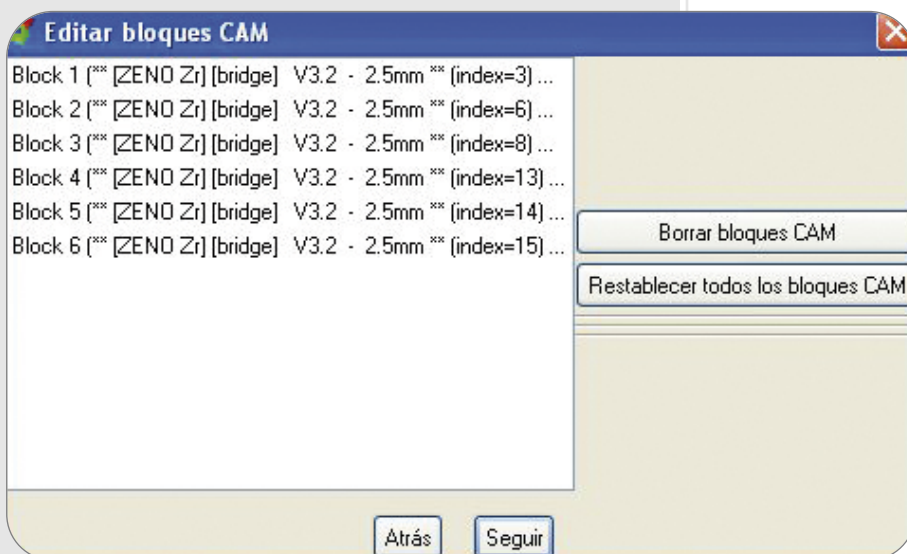 Editar bloques CAM
Block 1 (** [ZENO Zr] [bridge] V3.2 - 2.5mm ** (index=3) ...
Block 2 (** [ZENO Zr] [bridge] V3.2 - 2.5mm ** (index=6) ...
Block 3 (** [ZENO Zr] [bridge] V3.2 - 2.5mm ** (index=8) ...
Block 4 (** [ZENO Zr] [bridge] V3.2 - 2.5mm ** (index=13) ...
Block 5 (** [ZENO Zr] [bridge] V3.2 - 2.5mm ** (index=14) ...
Block 6 (** [ZENO Zr] [bridge] V3.2 - 2.5mm ** (index=15) ...
Borrar bloques CAM
Restablecer todos los bloques CAM
Atrás
Seguir